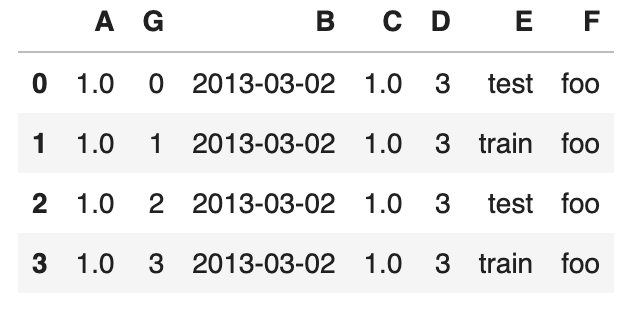 A G B C D E F
0 1.0 0 2013-03-02 1.0 3 test foo
1 1.0 1 2013-03-02 1.0 3 train foo
2 1.0 2 2013-03-02 1.0 3 test foo
3 1.0 3 2013-03-02 1.0 3 train foo